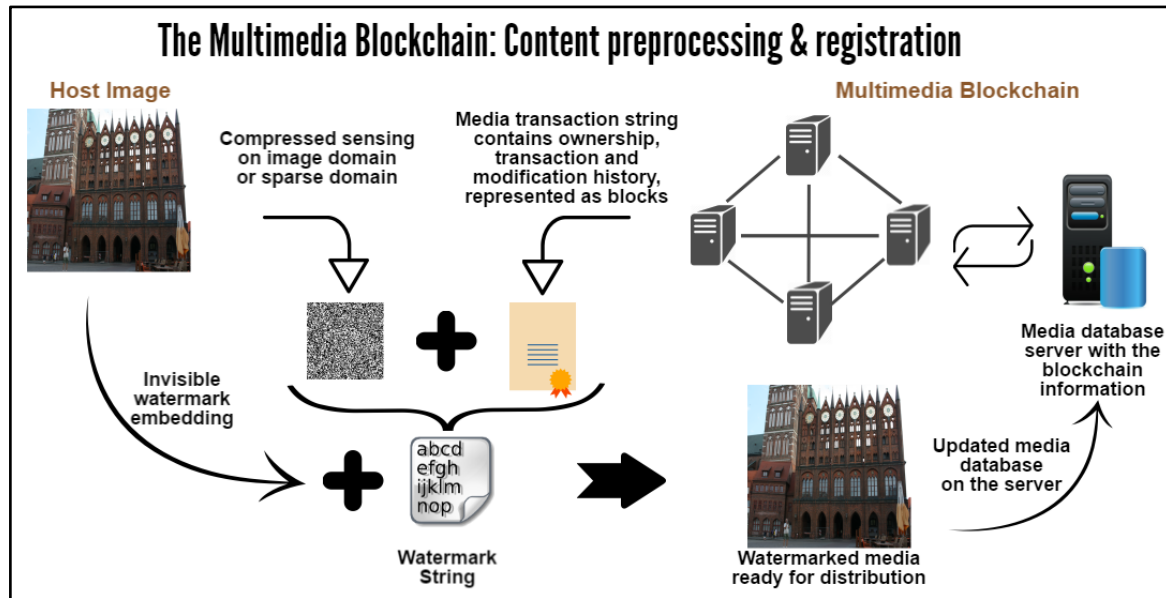 The Multimedia Blockchain: Content preprocessing & registration
Host Image
Compressed sensing
on image domain
or sparse domain
Media transaction string
contains ownership,
transaction and
modification history,
represented as blocks
Multimedia Blockchain
Media database
server with the
blockchain
information
Invisible
watermark
embedding
abcd
efgh
ijklm
nop
Watermark
String
Watermarked media
ready for distribution
Updated media
database
on the server